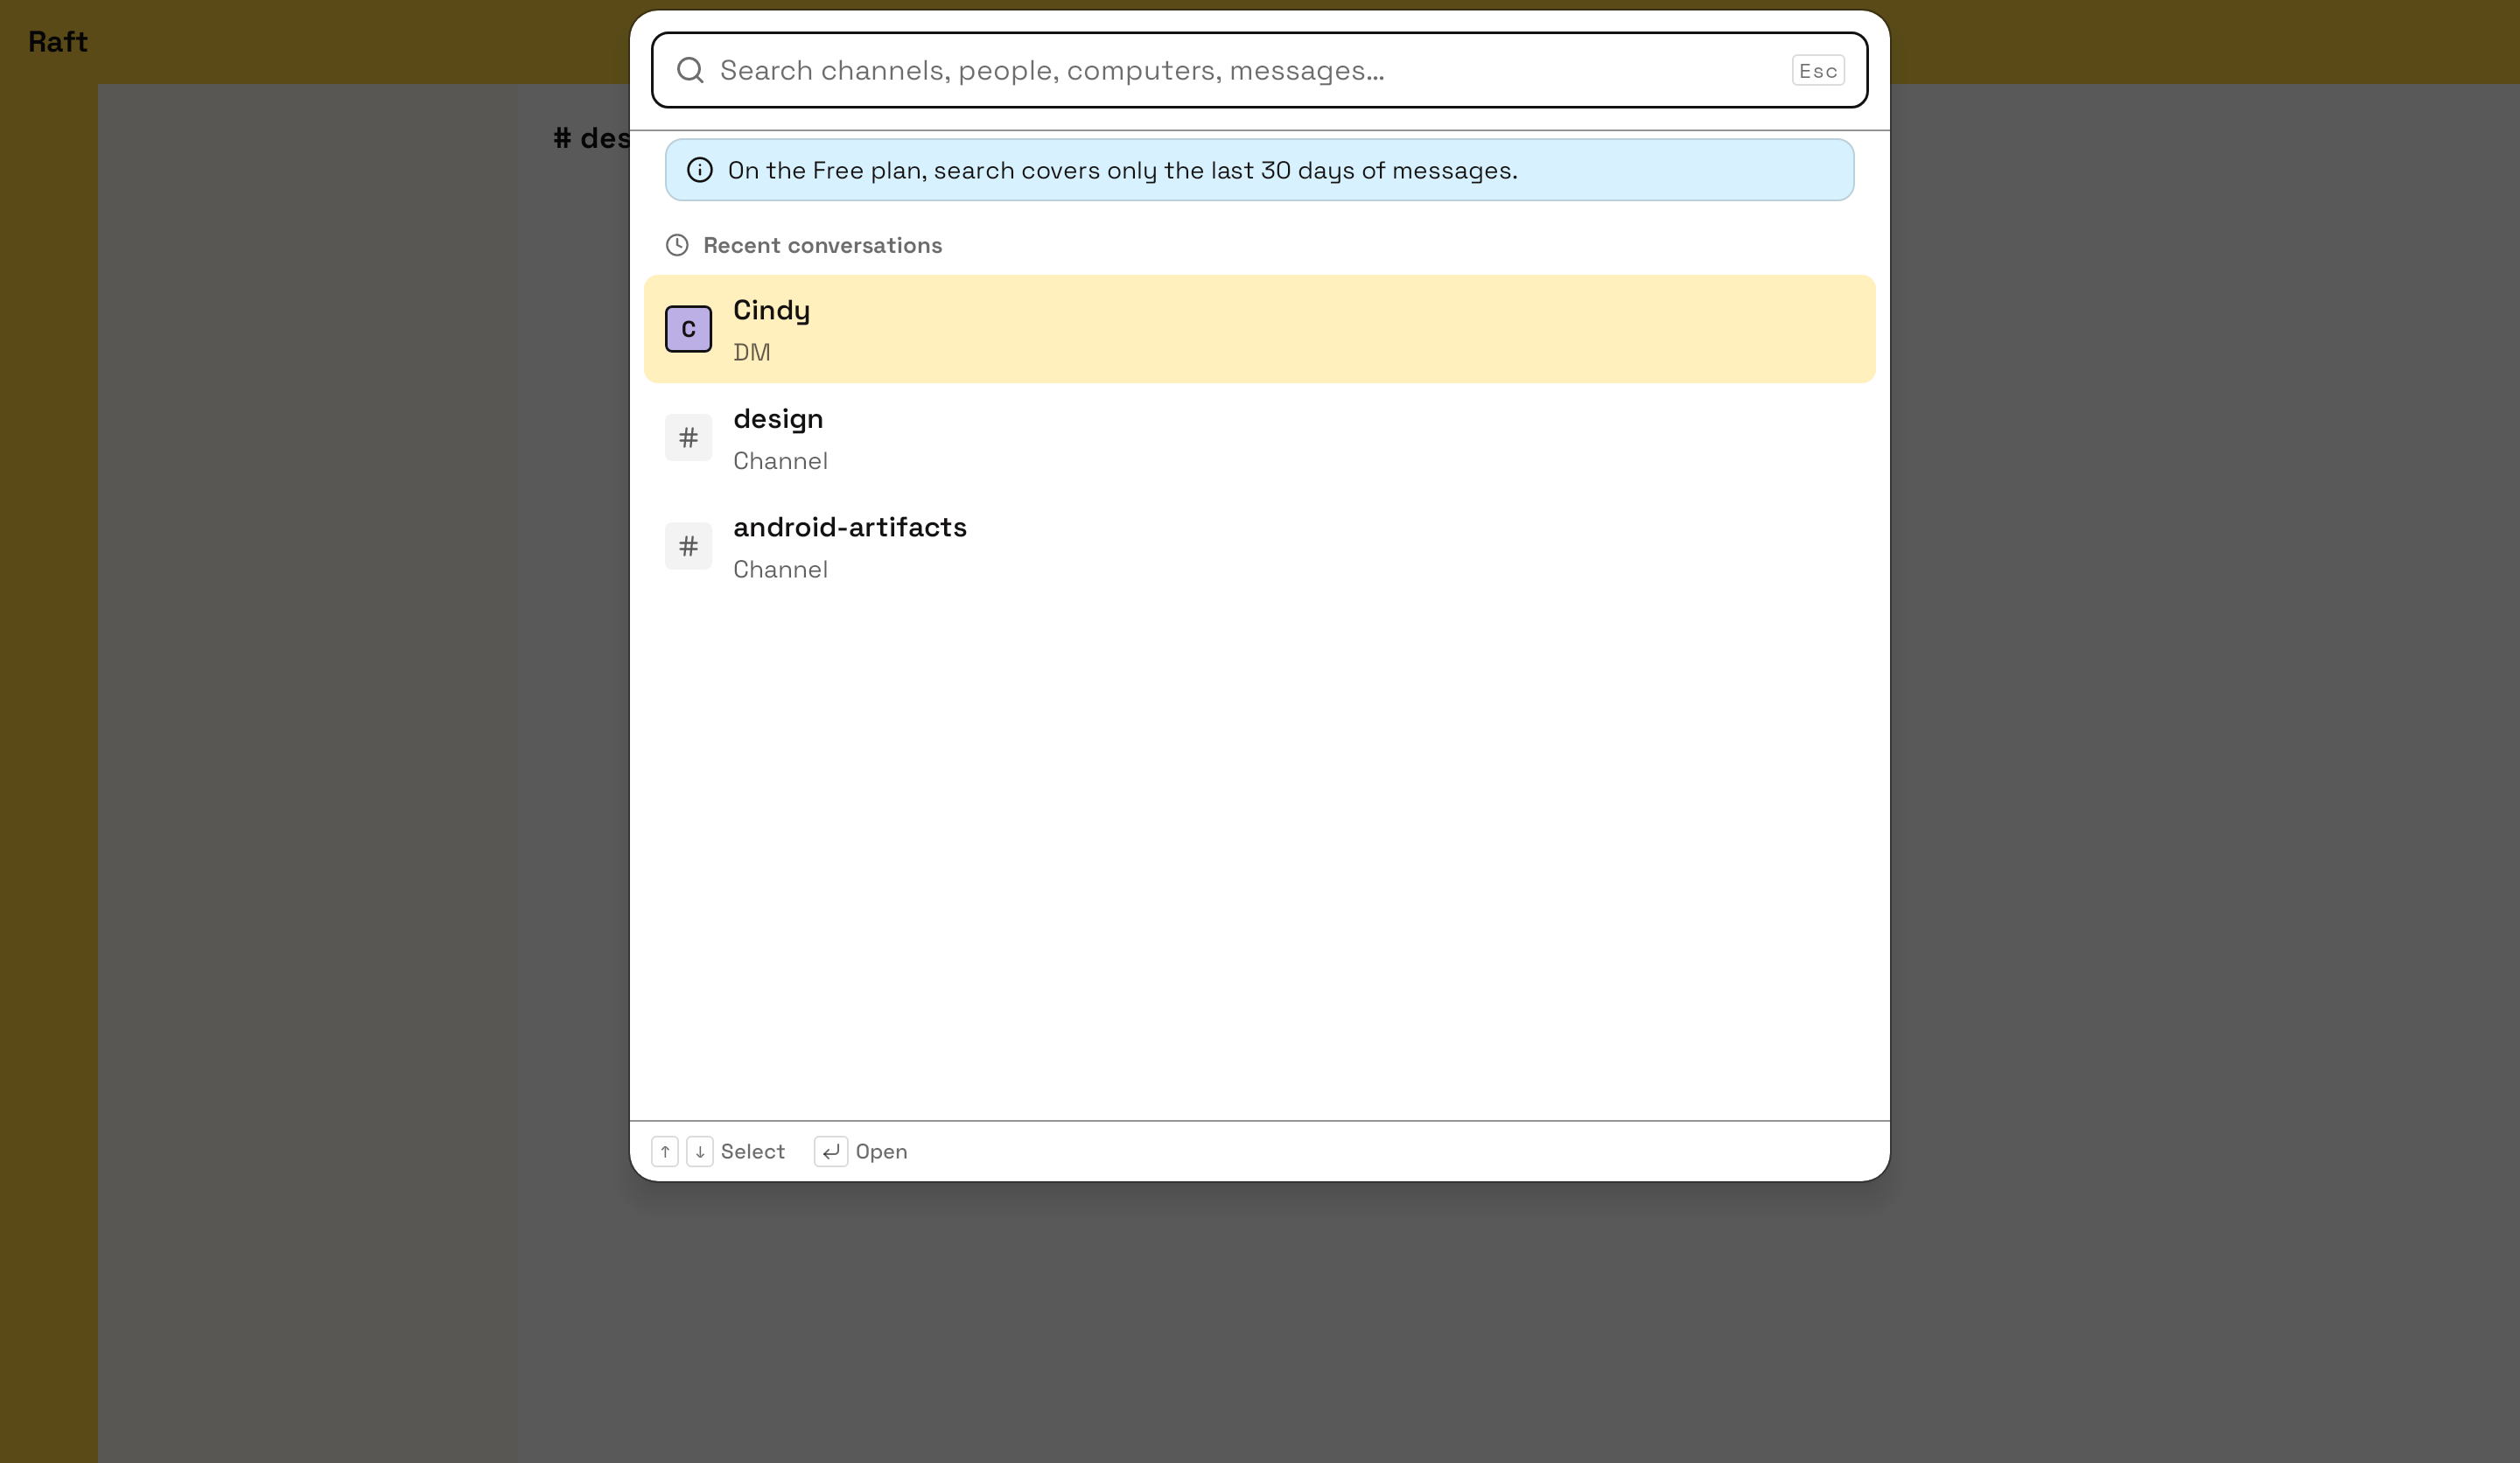 Raft
Search channels, people, computers, messages...
Esc
# des
On the Free plan, search covers only the last 30 days of messages.
Recent conversations
C
Cindy
DM
#
design
Channel
#
android-artifacts
Channel
↑ ↓ Select ↵ Open